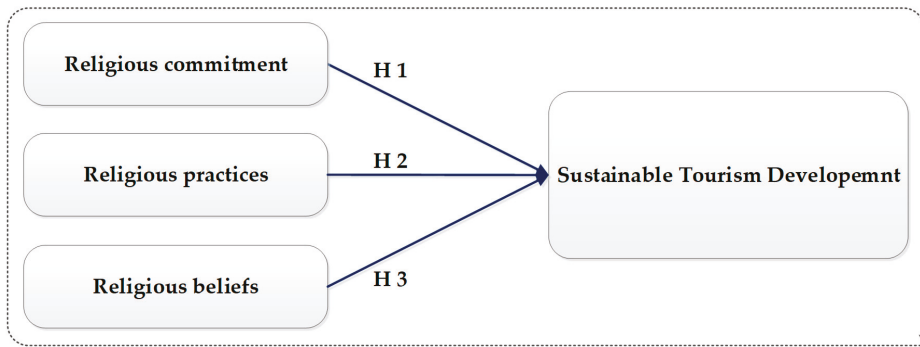 Religious commitment
H 1
Religious practices
H 2
Sustainable Tourism Developemnt
Religious beliefs
H 3